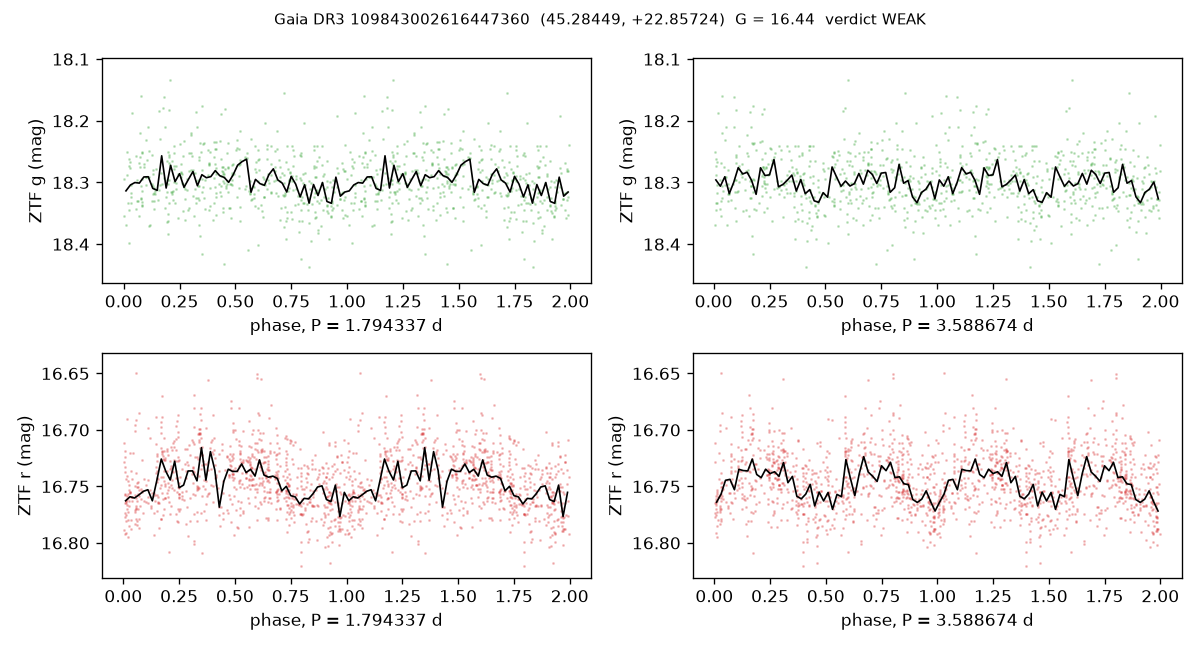 Gaia DR3 109843002616447360 (45.28449, +22.85724) G = 16.44 verdict WEAK
18.1
18.2
18.3
18.4
ZTF g (mag)
0.00 0.25 0.50 0.75 1.00 1.25 1.50 1.75 2.00
phase, P = 1.794337 d
18.1
18.2
18.3
18.4
ZTF g (mag)
0.00 0.25 0.50 0.75 1.00 1.25 1.50 1.75 2.00
phase, P = 3.588674 d
16.65
16.70
16.75
16.80
ZTF r (mag)
0.00 0.25 0.50 0.75 1.00 1.25 1.50 1.75 2.00
phase, P = 1.794337 d
16.65
16.70
16.75
16.80
ZTF r (mag)
0.00 0.25 0.50 0.75 1.00 1.25 1.50 1.75 2.00
phase, P = 3.588674 d